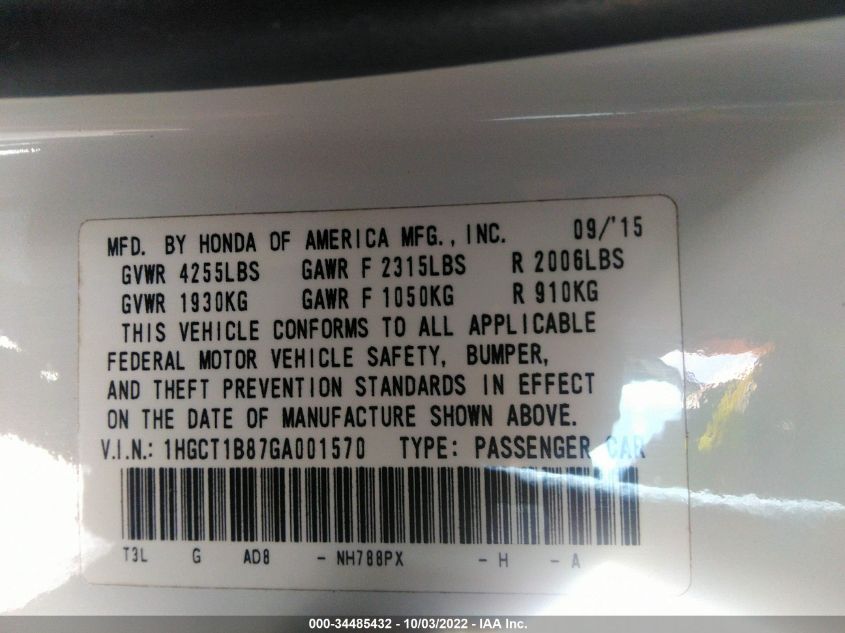 MFD. BY HONDA OF AMERICA MFG., INC. 09/'15
GVWR 4255LBS GAWR F 2315LBS R 2006LBS
GVWR 1930KG GAWR F 1050KG R 910KG
THIS VEHICLE CONFORMS TO ALL APPLICABLE
FEDERAL MOTOR VEHICLE SAFETY, BUMPER,
AND THEFT PREVENTION STANDARDS IN EFFECT
ON THE DATE OF MANUFACTURE SHOWN ABOVE.
V.I.N.: 1HGCT1B87GA001570 TYPE: PASSENGER CAR
T3L G AD8 - NH788PX - H - A
000-34485432 - 10/03/2022 - IAA Inc.